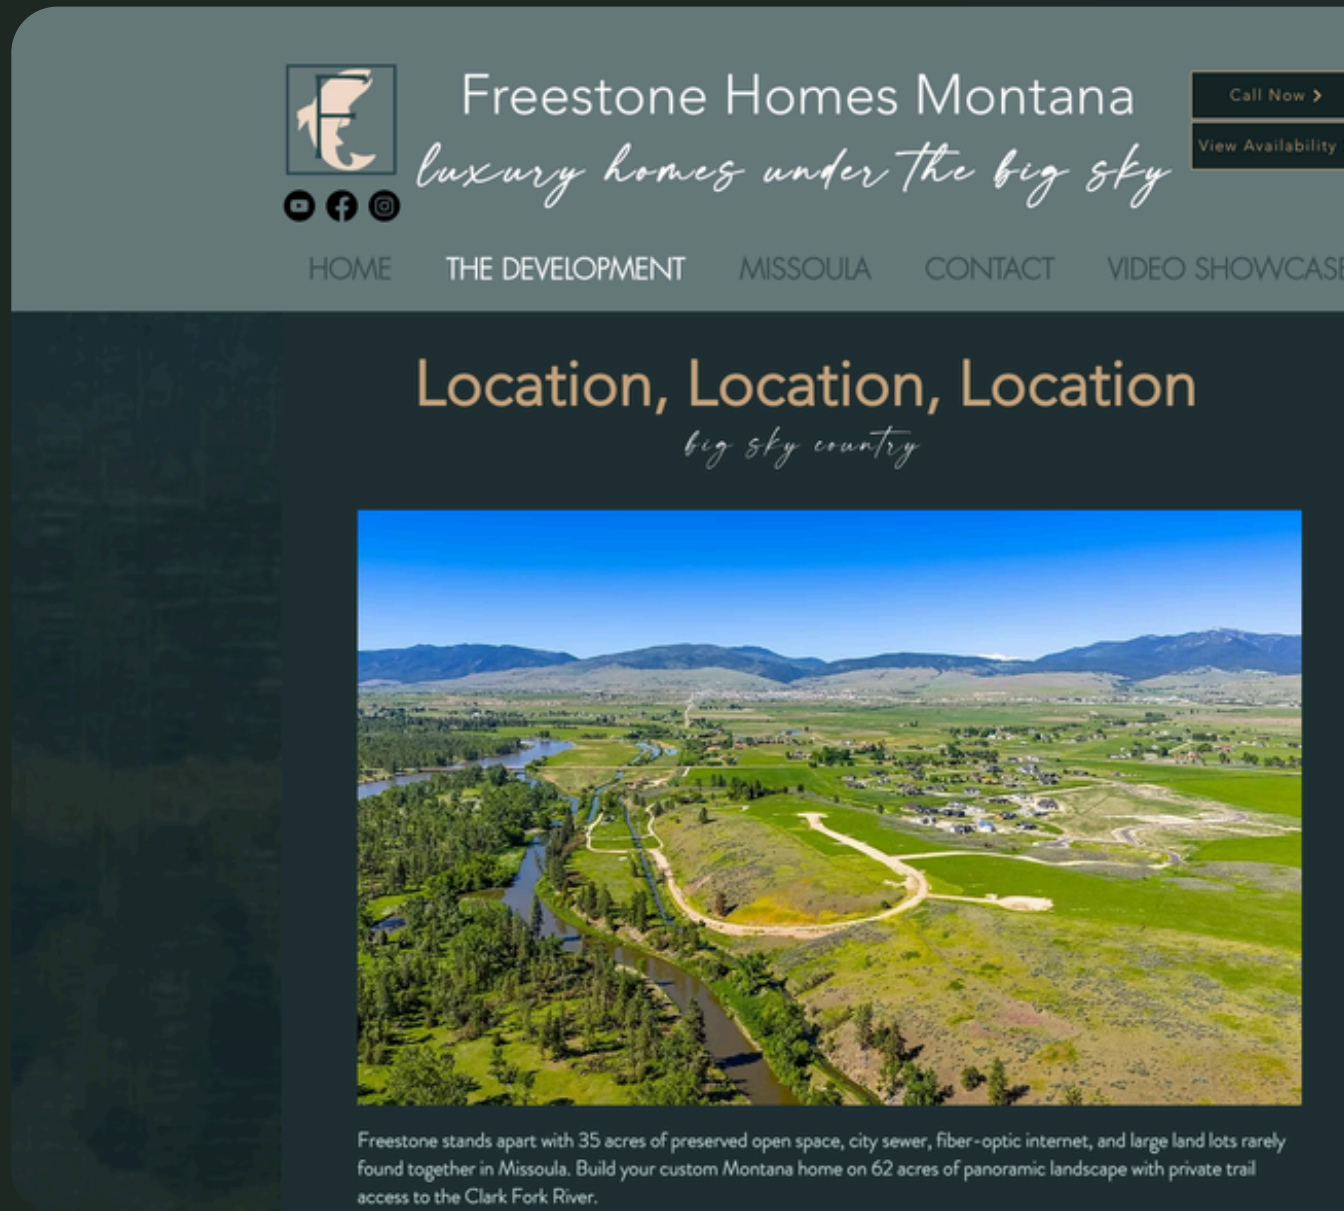 F
Freestone Homes Montana
luxury homes under the big sky
Call Now >
View Availability
HOME THE DEVELOPMENT MISSOULA CONTACT VIDEO SHOWCASE
Location, Location, Location
big sky country
Freestone stands apart with 35 acres of preserved open space, city sewer, fiber-optic internet, and large land lots rarely
found together in Missoula. Build your custom Montana home on 62 acres of panoramic landscape with private trail
access to the Clark Fork River.